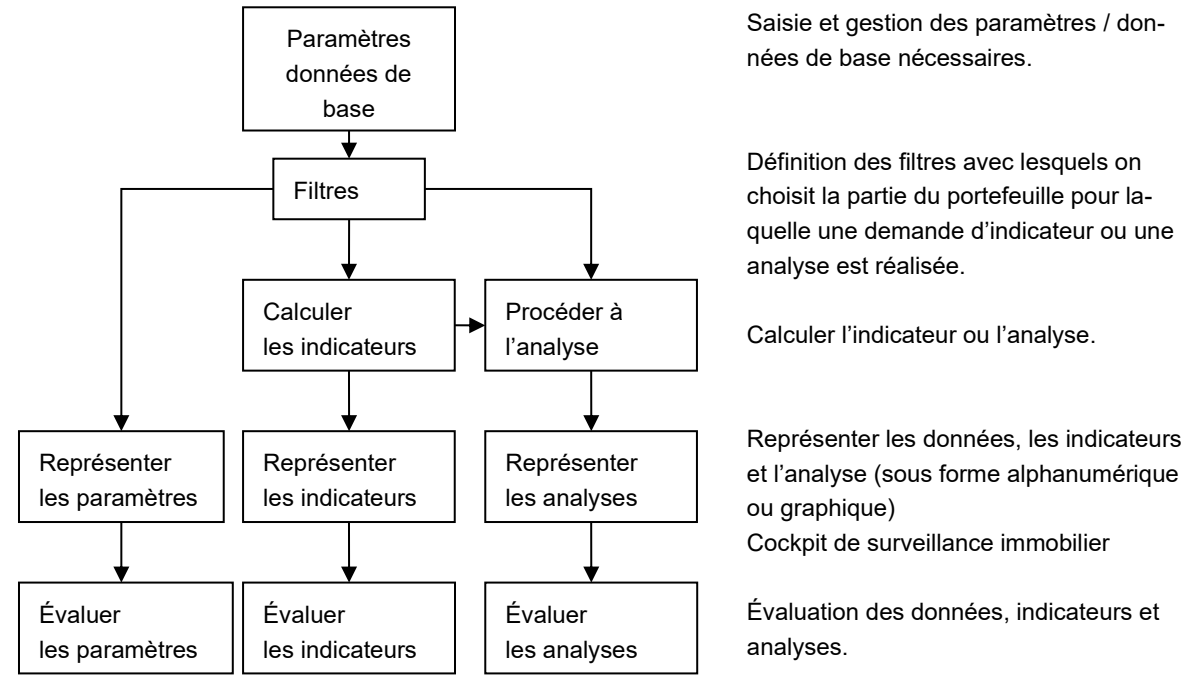 Paramètres
données de
base
Saisie et gestion des paramètres / don-
nées de base nécessaires.
Filtres
Définition des filtres avec lesquels on
choisit la partie du portefeuille pour la-
quelle une demande d’indicateur ou une
analyse est réalisée.
Calculer
les indicateurs
Procéder à
l’analyse
Calculer l’indicateur ou l’analyse.
Représenter
les paramètres
Représenter
les indicateurs
Représenter
les analyses
Représenter les données, les indicateurs
et l’analyse (sous forme alphanumérique
ou graphique)
Cockpit de surveillance immobilier
Évaluer
les paramètres
Évaluer
les indicateurs
Évaluer
les analyses
Évaluation des données, indicateurs et
analyses.